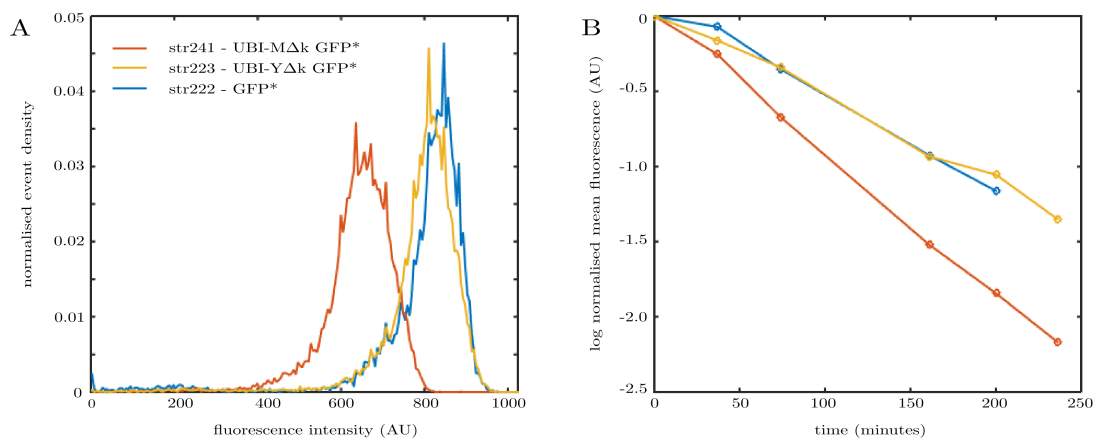 A
0.05
0.04
0.03
0.02
0.01
0
normalised event density
str241 - UBI-MΔk GFP*
str223 - UBI-YΔk GFP*
str222 - GFP*
0 200 400 600 800 1000
fluorescence intensity (AU)
B
0
-0.5
-1.0
-1.5
-2.0
-2.5
log normalised mean fluorescence (AU)
0 50 100 150 200 250
time (minutes)